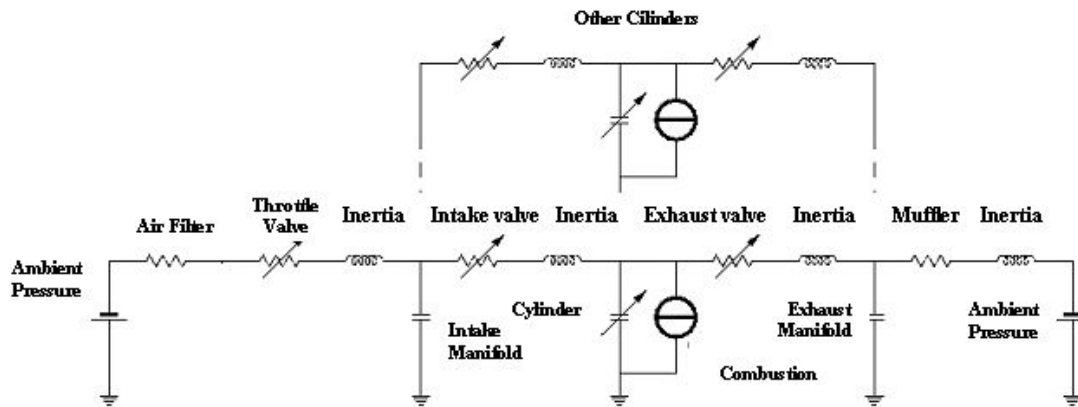 Other Cilinders
Throttle
Valve
Inertia
Intake valve
Inertia
Exhaust valve
Inertia
Muffler
Inertia
Air Filter
Ambient
Pressure
Cylinder
Intake
Manifold
Exhaust
Manifold
Ambient
Pressure
Combustion